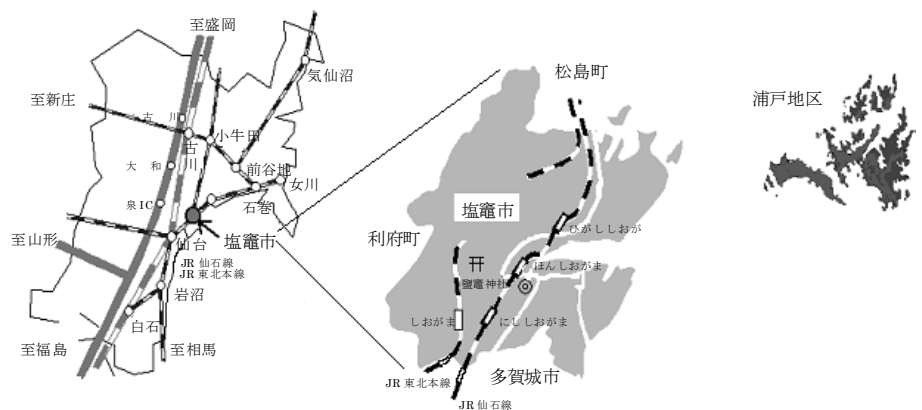 至盛岡
気仙沼
至新庄
古川
小牛田
古川
大和
前谷地
女川
石巻
泉IC
塩竈市
至山形
仙台
JR 仙石線
JR 東北本線
岩沼
白石
至福島
至相馬
松島町
塩竈市
ひがししおが
利府町
ほんしおがま
鹽竈神社
しおがま
にししおがま
多賀城市
JR 東北本線
JR 仙石線
浦戸地区